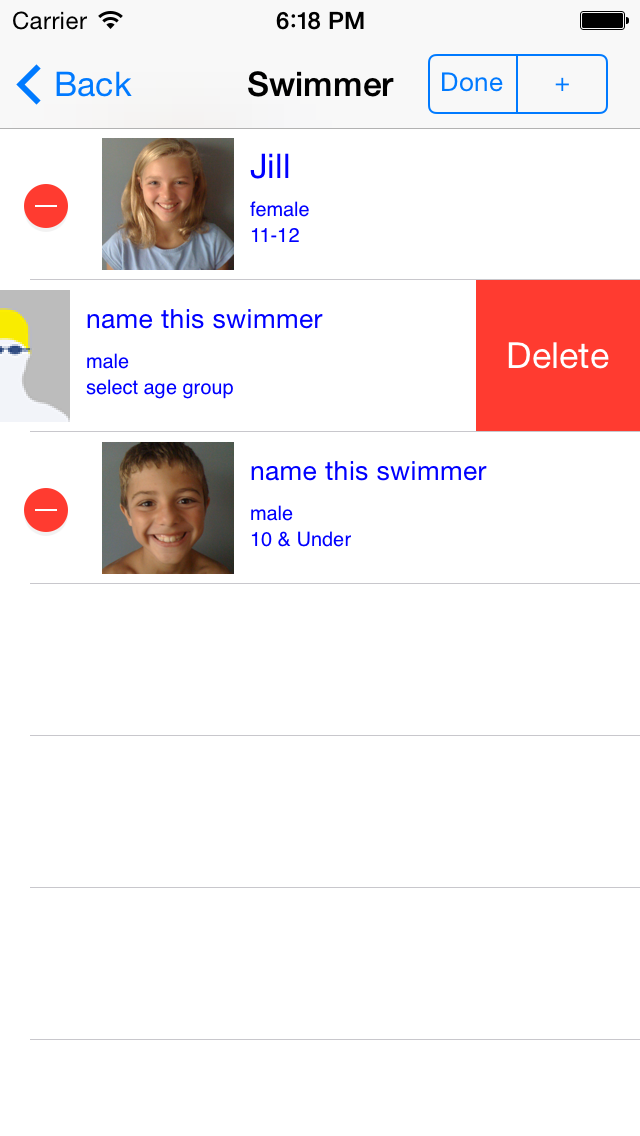 Carrier 6:18 PM
Back Swimmer Done +
Jill
female
11-12
name this swimmer
male
select age group
Delete
name this swimmer
male
10 & Under